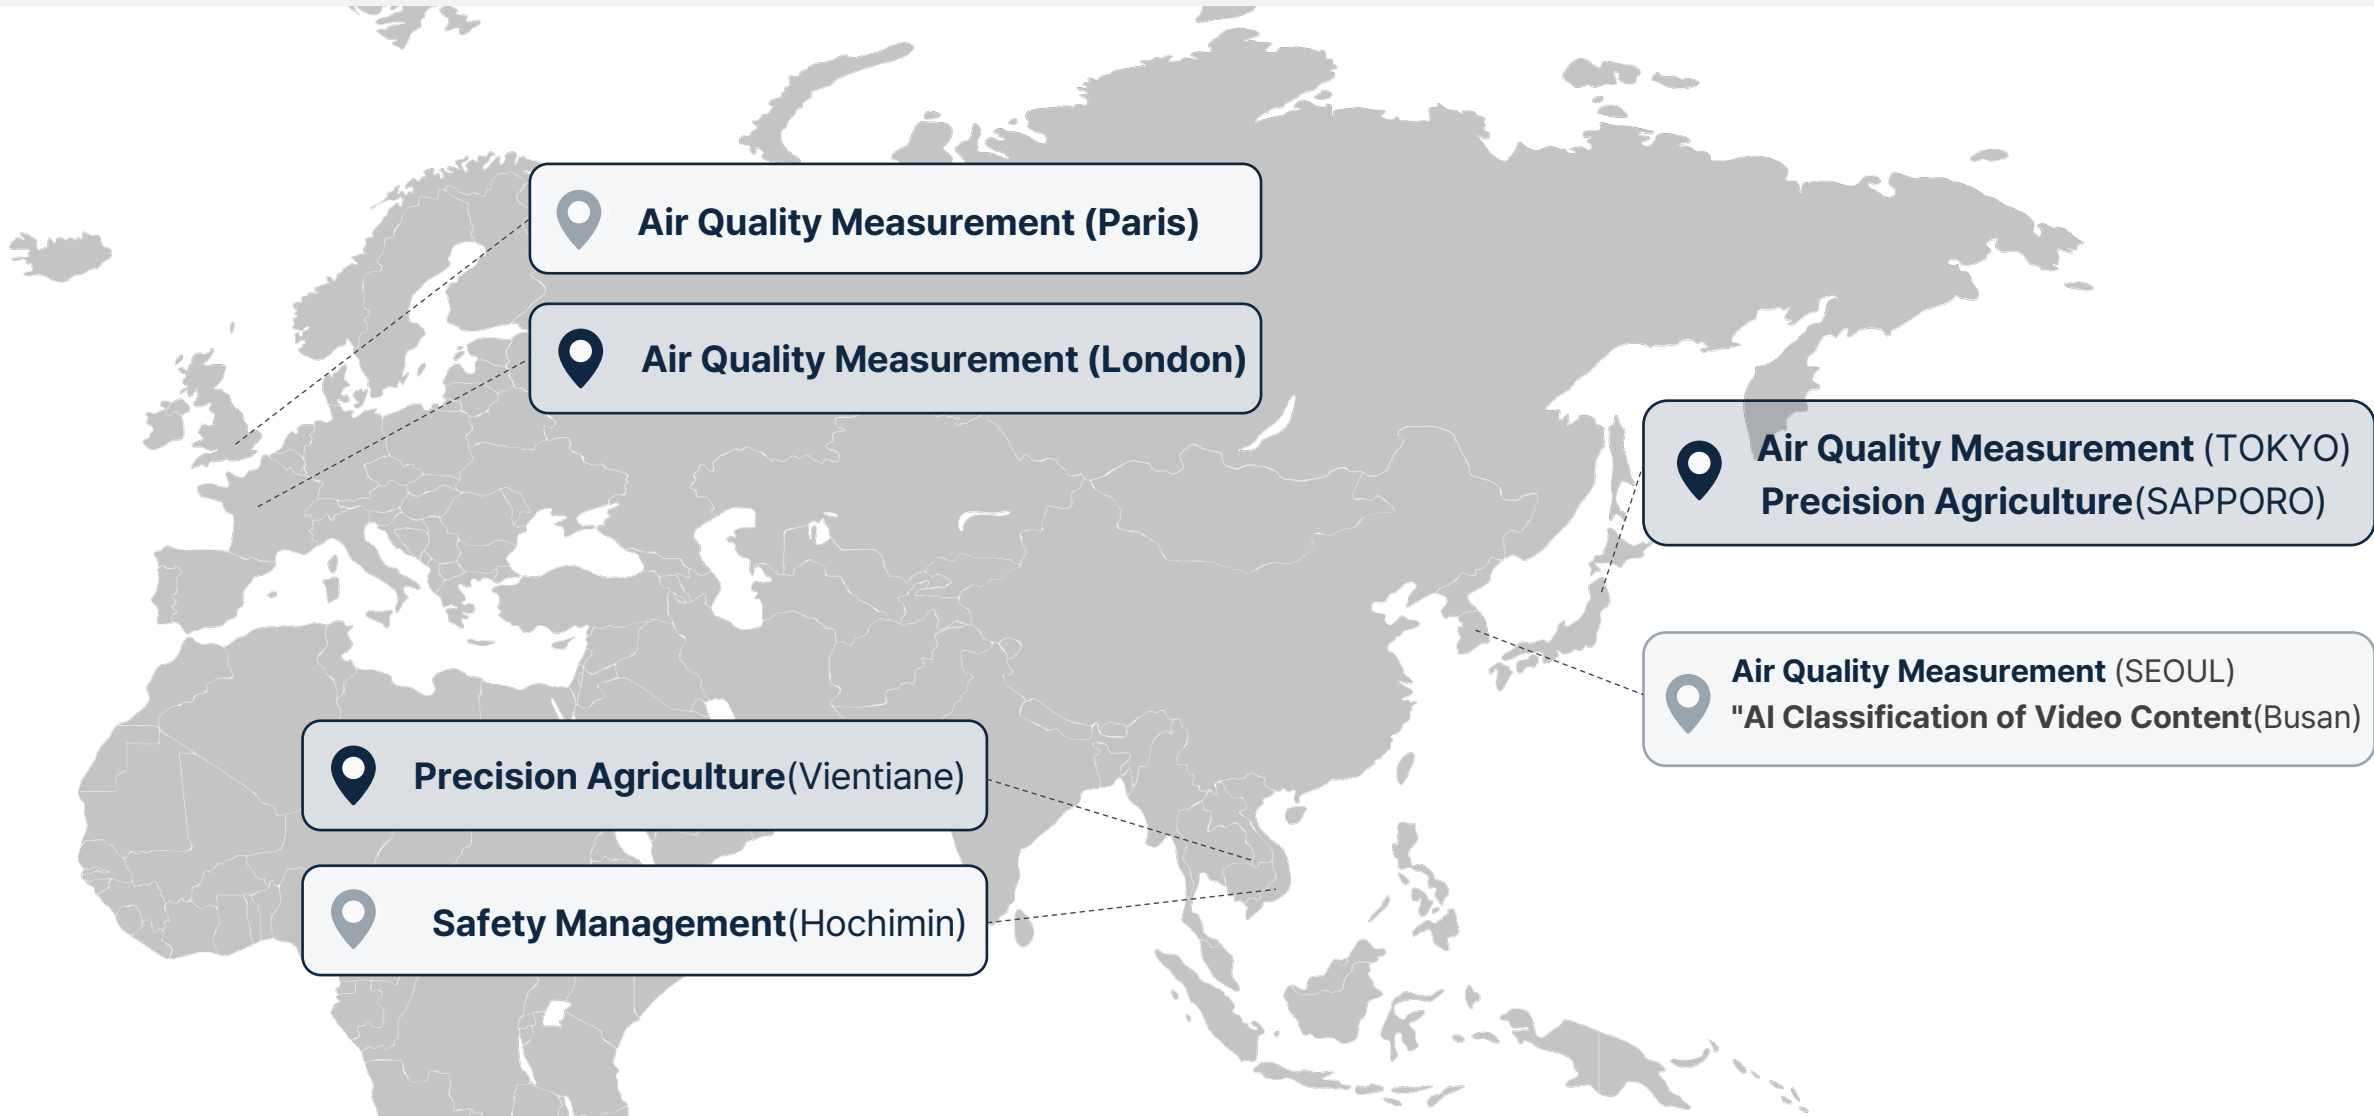 Air Quality Measurement (Paris)
Air Quality Measurement (London)
Air Quality Measurement (TOKYO)
Precision Agriculture(SAPPORO)
Air Quality Measurement (SEOUL)
"AI Classification of Video Content(Busan)
Precision Agriculture(Vientiane)
Safety Management(Hochimin)